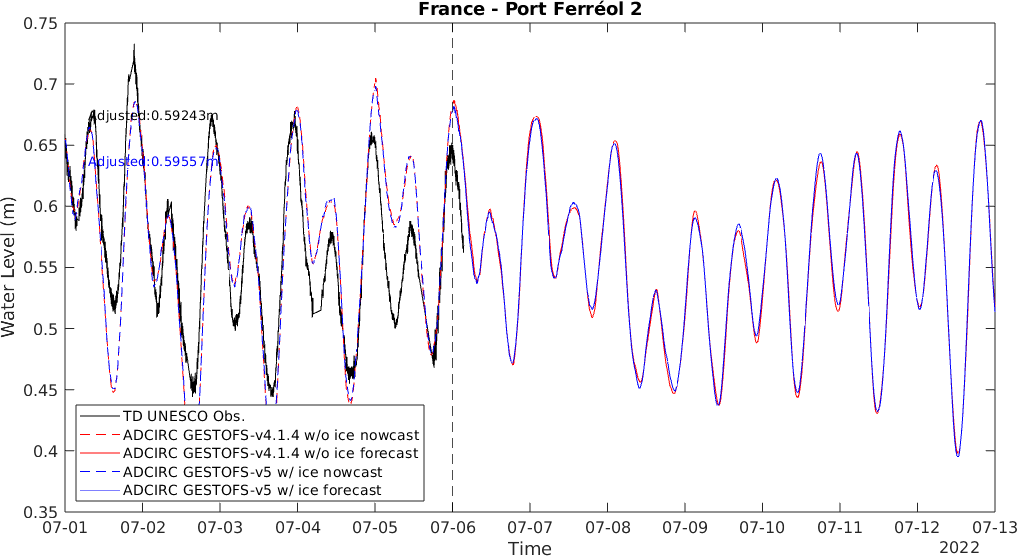 France - Port Ferréol 2
0.75
0.7
0.65
0.6
0.55
0.5
0.45
0.4
0.35
Water Level (m)
Adjusted:0.59243m
Adjusted:0.59557m
TD UNESCO Obs.
ADCIRC GESTOFS-v4.1.4 w/o ice nowcast
ADCIRC GESTOFS-v4.1.4 w/o ice forecast
ADCIRC GESTOFS-v5 w/ ice nowcast
ADCIRC GESTOFS-v5 w/ ice forecast
07-01 07-02 07-03 07-04 07-05 07-06 07-07 07-08 07-09 07-10 07-11 07-12 07-13
Time
2022